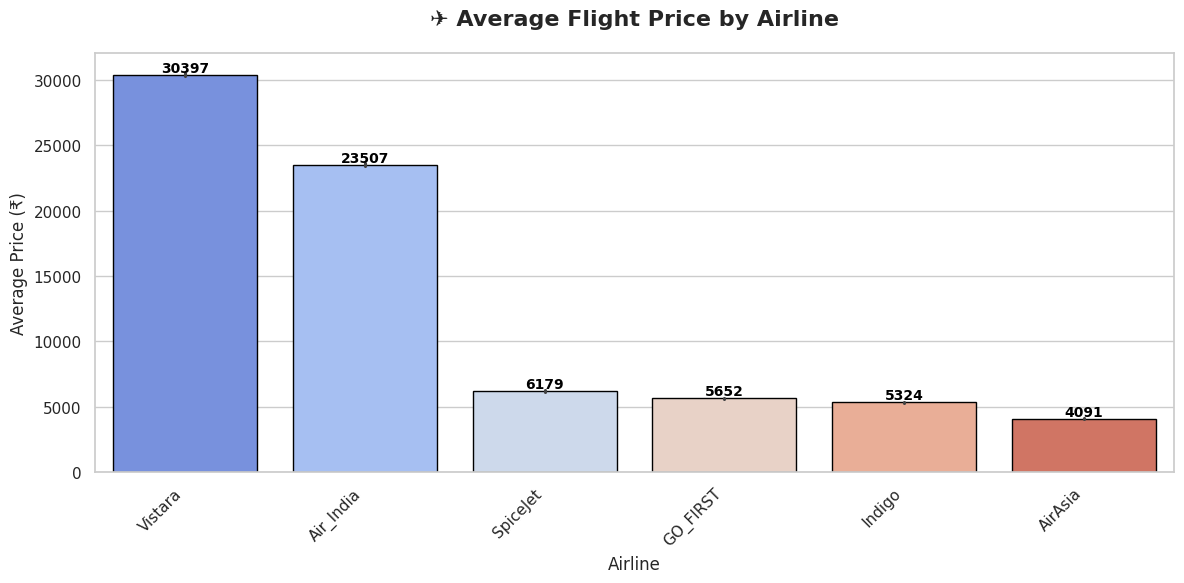 ✈ Average Flight Price by Airline
Average Price (₹)
30000
25000
20000
15000
10000
5000
0
30397
23507
6179
5652
5324
4091
Vistara
Air_India
SpiceJet
GO_FIRST
Indigo
AirAsia
Airline